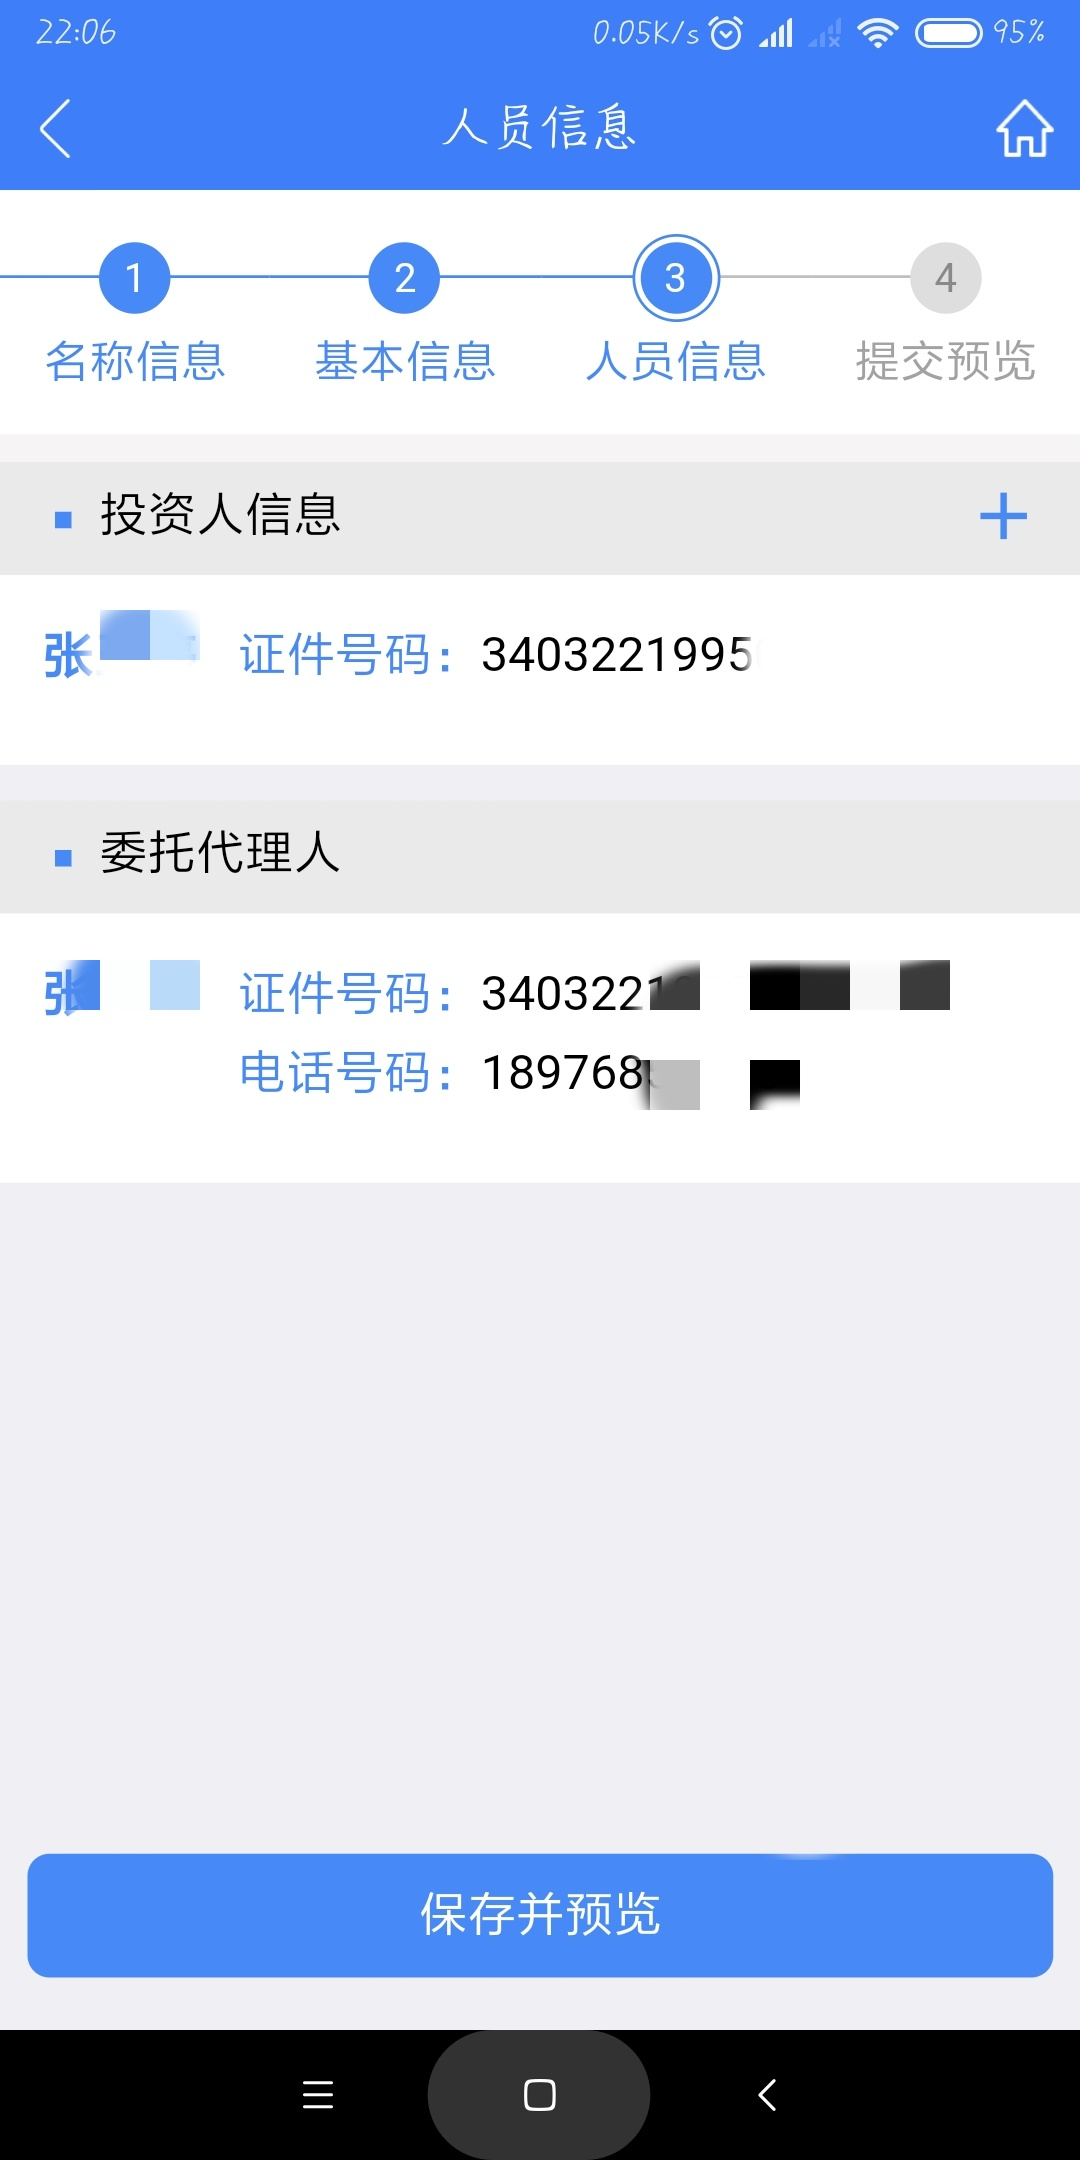 22:06 0.05K/s 95%
人员信息
1 2 3 4
名称信息 基本信息 人员信息 提交预览
投资人信息
张 证件号码: 3403221995
委托代理人
张 证件号码: 3403221
电话号码: 189768
保存并预览